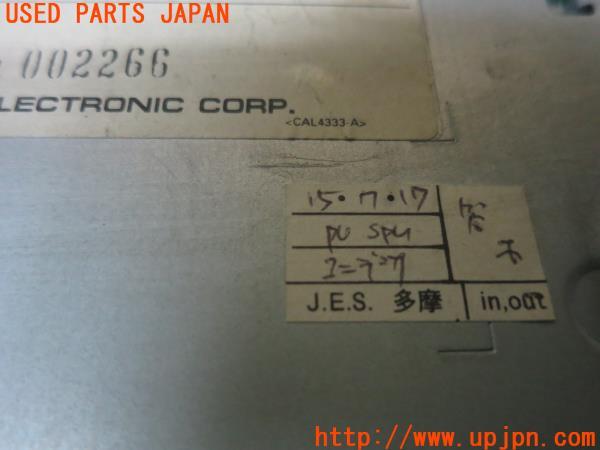 USED PARTS JAPAN
002266
LECTRONIC CORP.
<CAL4333-A>
15・7・17
pu spu
J.E.S. 多摩
in,out
http://www.upjpn.com/